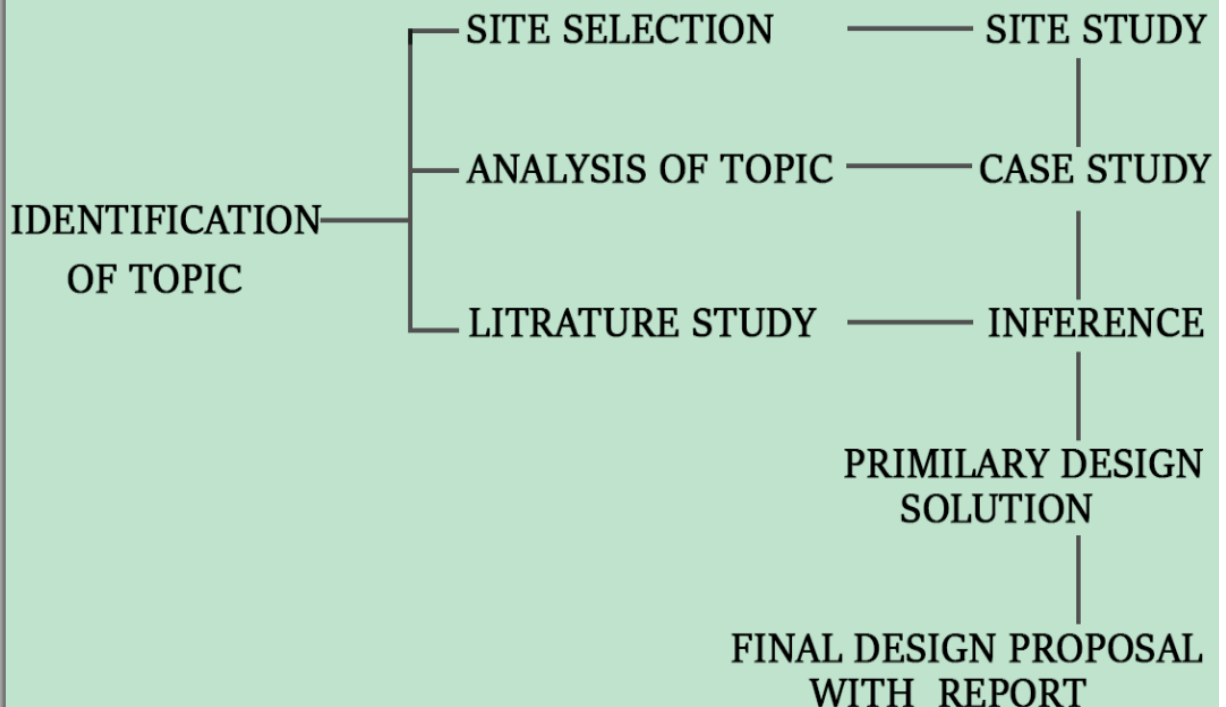 SITE SELECTION
SITE STUDY
ANALYSIS OF TOPIC
CASE STUDY
IDENTIFICATION
OF TOPIC
LITRATURE STUDY
INFERENCE
PRIMILARY DESIGN
SOLUTION
FINAL DESIGN PROPOSAL
WITH REPORT